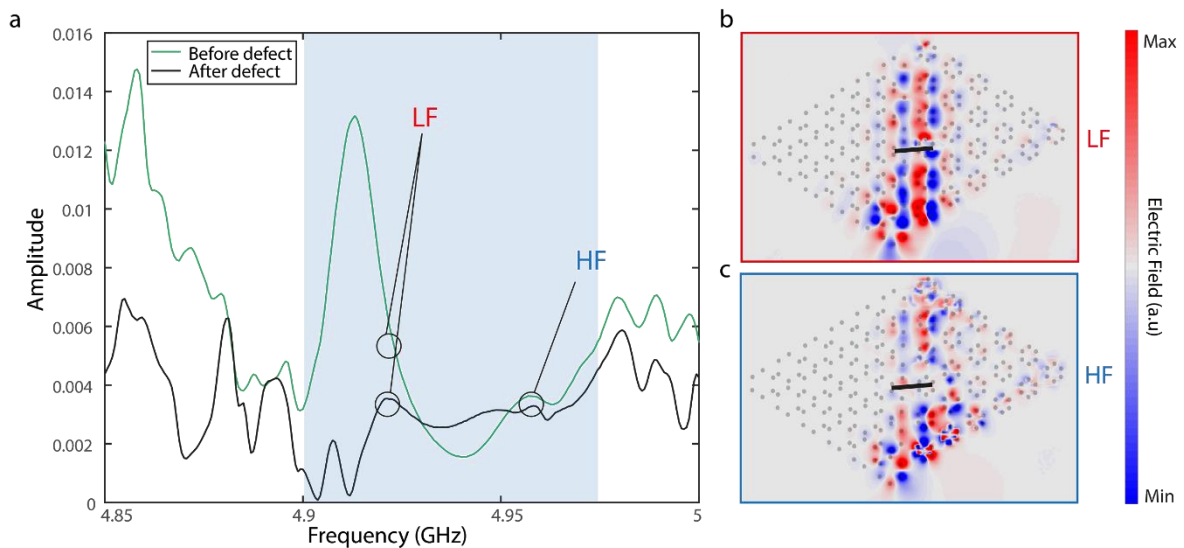 a
0.016
0.014
0.012
0.01
0.008
0.006
0.004
0.002
0
Amplitude
Before defect
After defect
LF
HF
4.85
4.9
4.95
5
Frequency (GHz)
b
LF
c
HF
Max
Electric Field (a.u)
Min